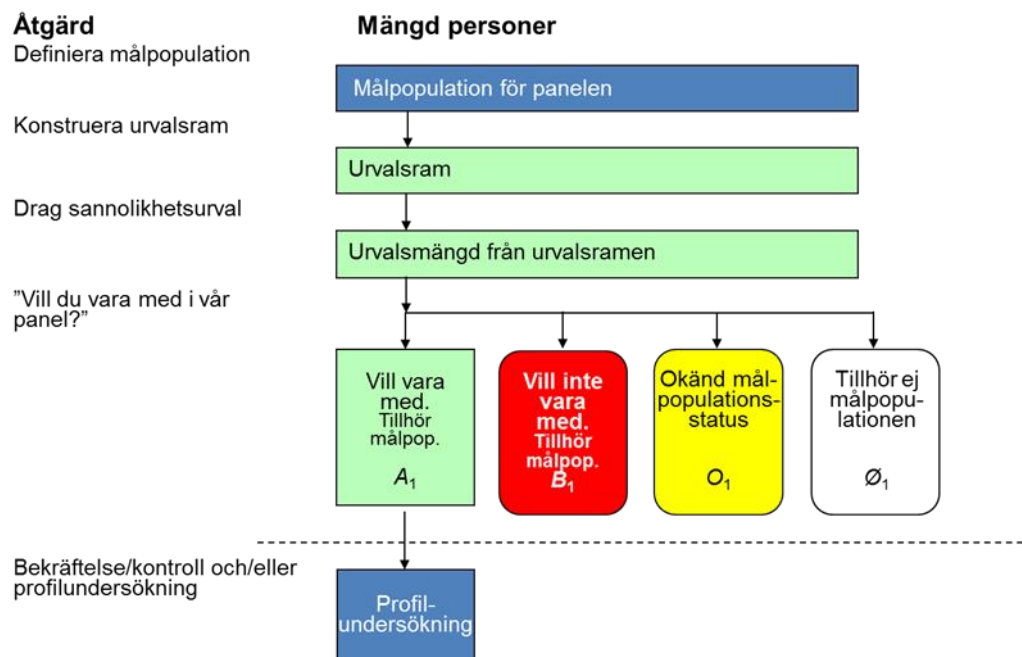 Åtgärd
Mängd personer
Definiera målpopulation
Målpopulation för panelen
Konstruera urvalsram
Urvalsram
Drag sannolikhetsurval
Urvalsmängd från urvalsramen
”Vill du vara med i vår
panel?”
Vill vara
med.
Tillhör
målpop.
A₁
Vill inte
vara
med.
Tillhör
målpop.
B₁
Okänd mål-
populations-
status
O₁
Tillhör ej
målpopu-
lationen
Ø₁
Bekräftelse/kontroll och/eller
profilundersökning
Profil-
undersökning